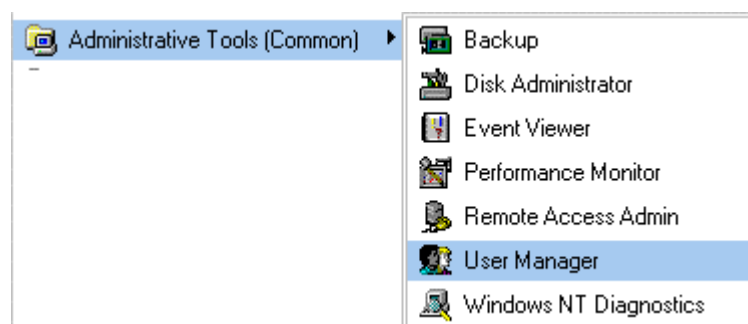 Administrative Tools (Common)
Backup
Disk Administrator
Event Viewer
Performance Monitor
Remote Access Admin
User Manager
Windows NT Diagnostics